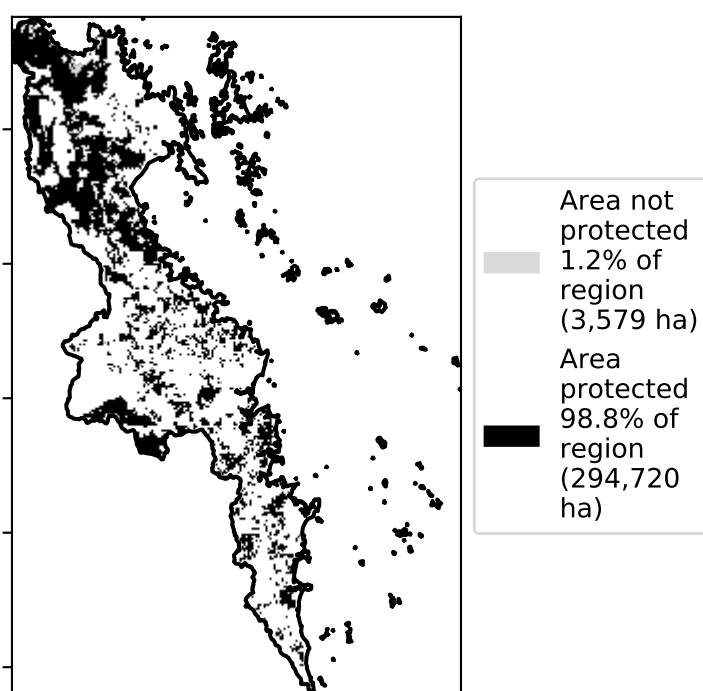 Area not
protected
1.2% of
region
(3,579 ha)
Area
protected
98.8% of
region
(294,720
ha)